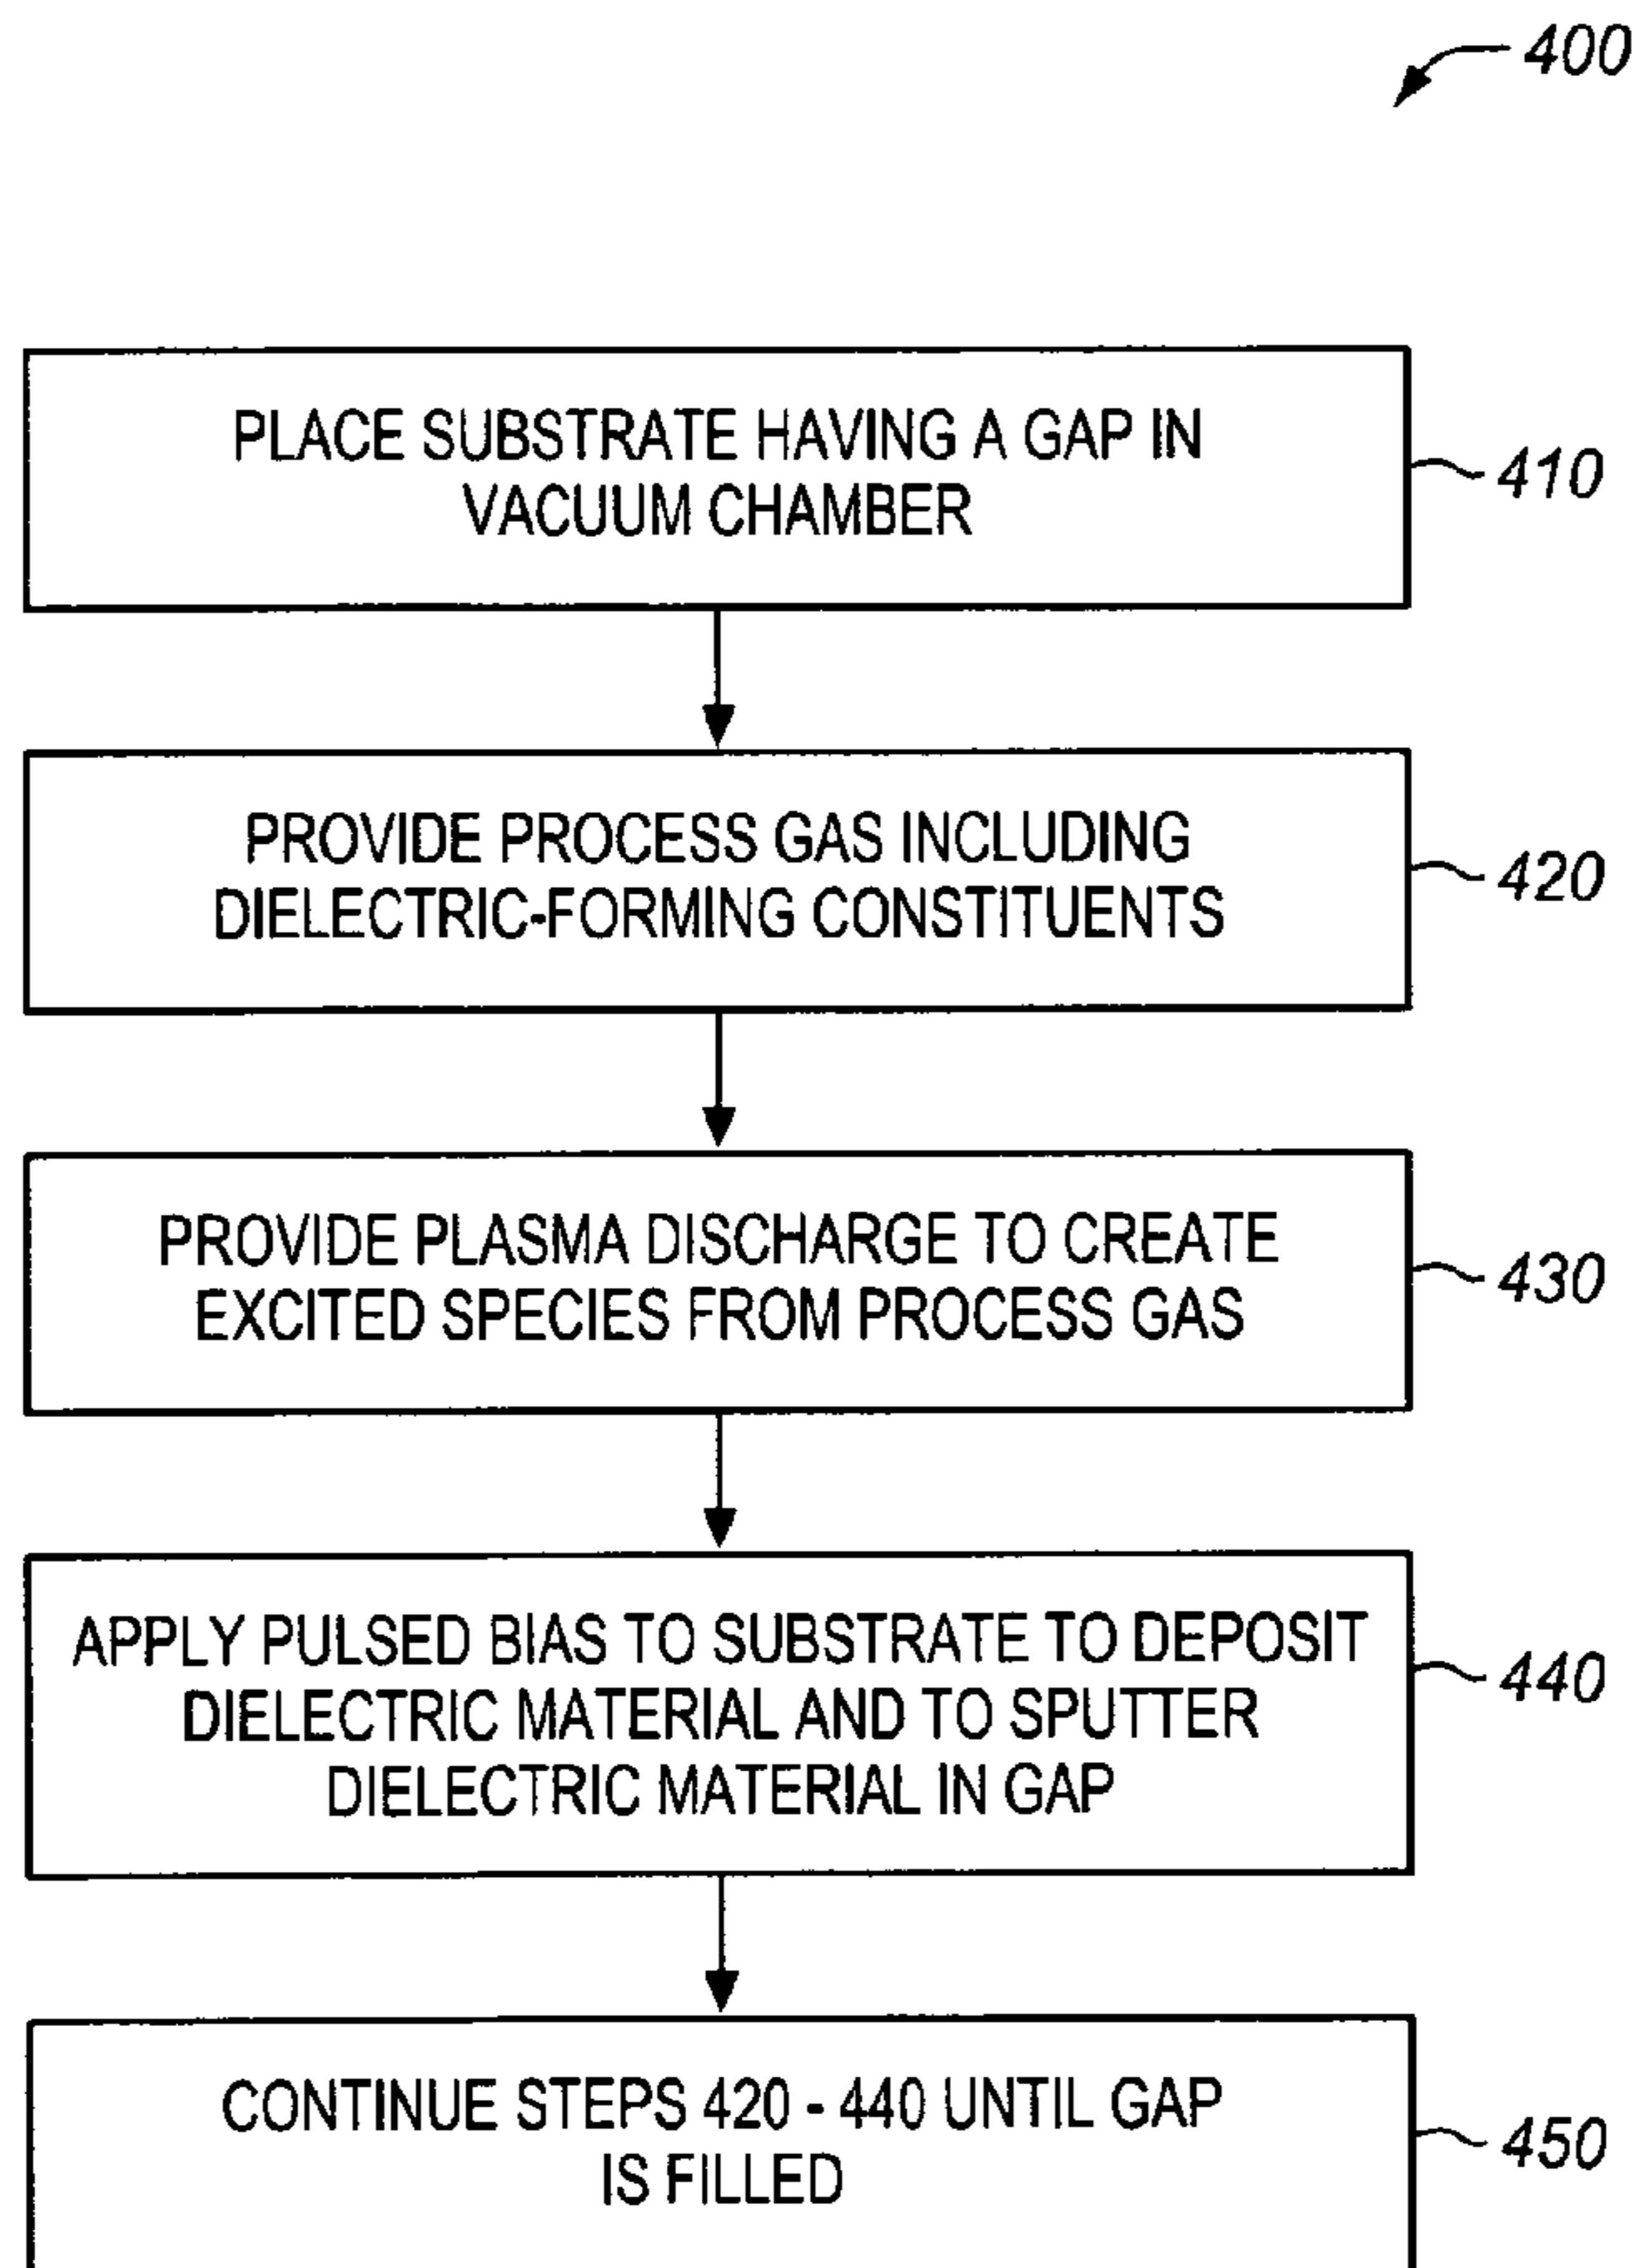 400
PLACE SUBSTRATE HAVING A GAP IN
VACUUM CHAMBER
410
PROVIDE PROCESS GAS INCLUDING
DIELECTRIC-FORMING CONSTITUENTS
420
PROVIDE PLASMA DISCHARGE TO CREATE
EXCITED SPECIES FROM PROCESS GAS
430
APPLY PULSED BIAS TO SUBSTRATE TO DEPOSIT
DIELECTRIC MATERIAL AND TO SPUTTER
DIELECTRIC MATERIAL IN GAP
440
CONTINUE STEPS 420 - 440 UNTIL GAP
IS FILLED
450